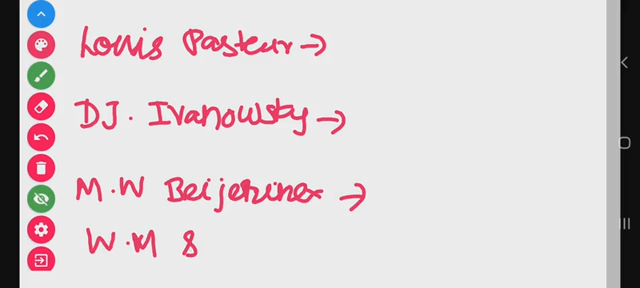 Louis Pasteur →
DJ. Ivanowsky →
M.W Beijerinex →
W.M S